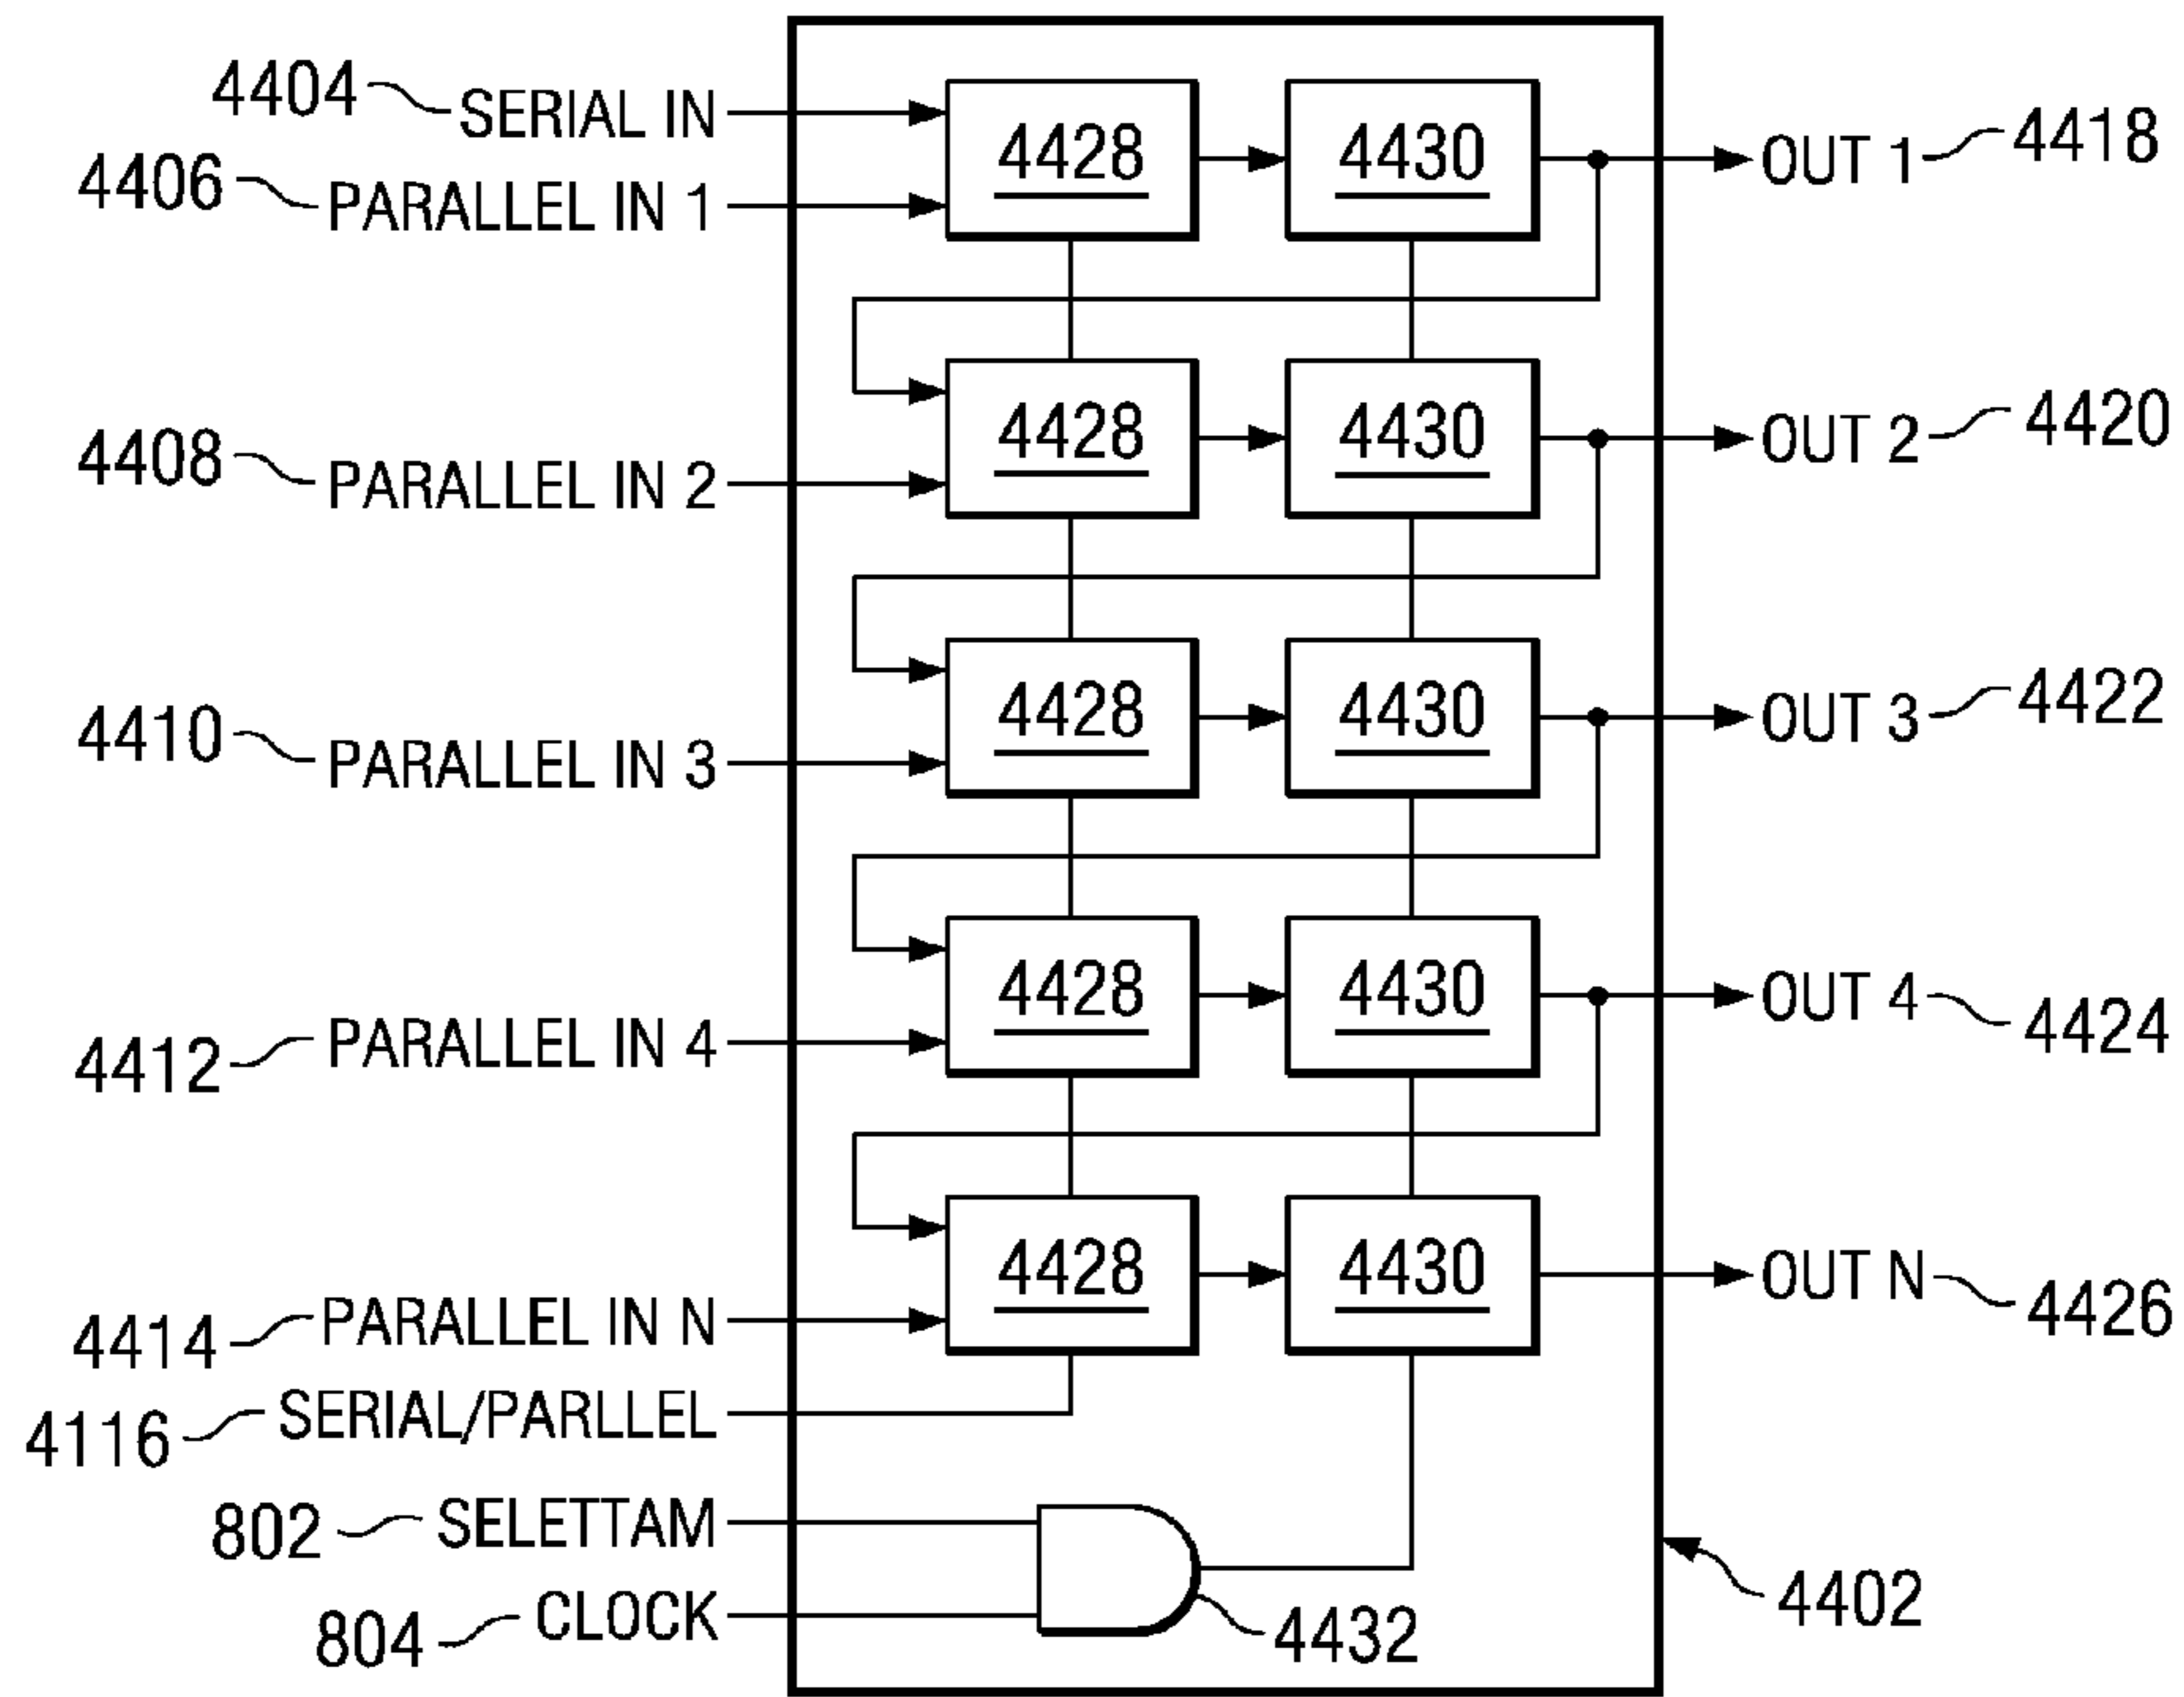 4404 SERIAL IN 4428 4430 OUT 1 4418
4406 PARALLEL IN 1
4408 PARALLEL IN 2 4428 4430 OUT 2 4420
4410 PARALLEL IN 3 4428 4430 OUT 3 4422
4412 PARALLEL IN 4 4428 4430 OUT 4 4424
4414 PARALLEL IN N 4428 4430 OUT N 4426
4116 SERIAL/PARLLEL
802 SELETTAM
804 CLOCK 4432 4402